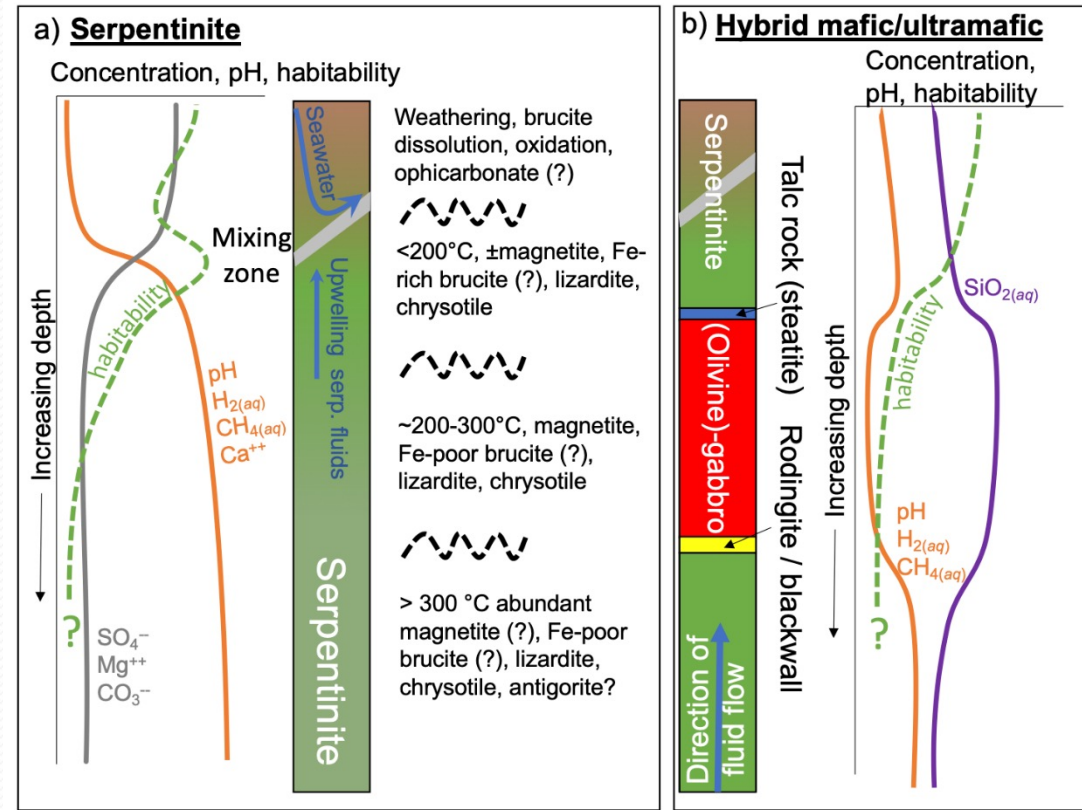 a) Serpentinite
Concentration, pH, habitability
Increasing depth
habitability
Mixing
zone
pH
H2(aq)
CH4(aq)
Ca++
?
SO4–
Mg++
CO3--
Seawater
Upwelling serp. fluids
Serpentinite
Weathering, brucite
dissolution, oxidation,
ophicarbonate (?)
<200°C, ±magnetite, Fe-
rich brucite (?), lizardite,
chrysotile
~200-300°C, magnetite,
Fe-poor brucite (?),
lizardite, chrysotile
> 300 °C abundant
magnetite (?), Fe-poor
brucite (?), lizardite,
chrysotile, antigorite?
b) Hybrid mafic/ultramafic
Concentration,
pH, habitability
Serpentinite
(Olivine)-gabbro
Direction of
fluid flow
Talc rock (steatite)
Rodingite / blackwall
Increasing depth
SiO2(aq)
habitability
pH
H2(aq)
CH4(aq)
?